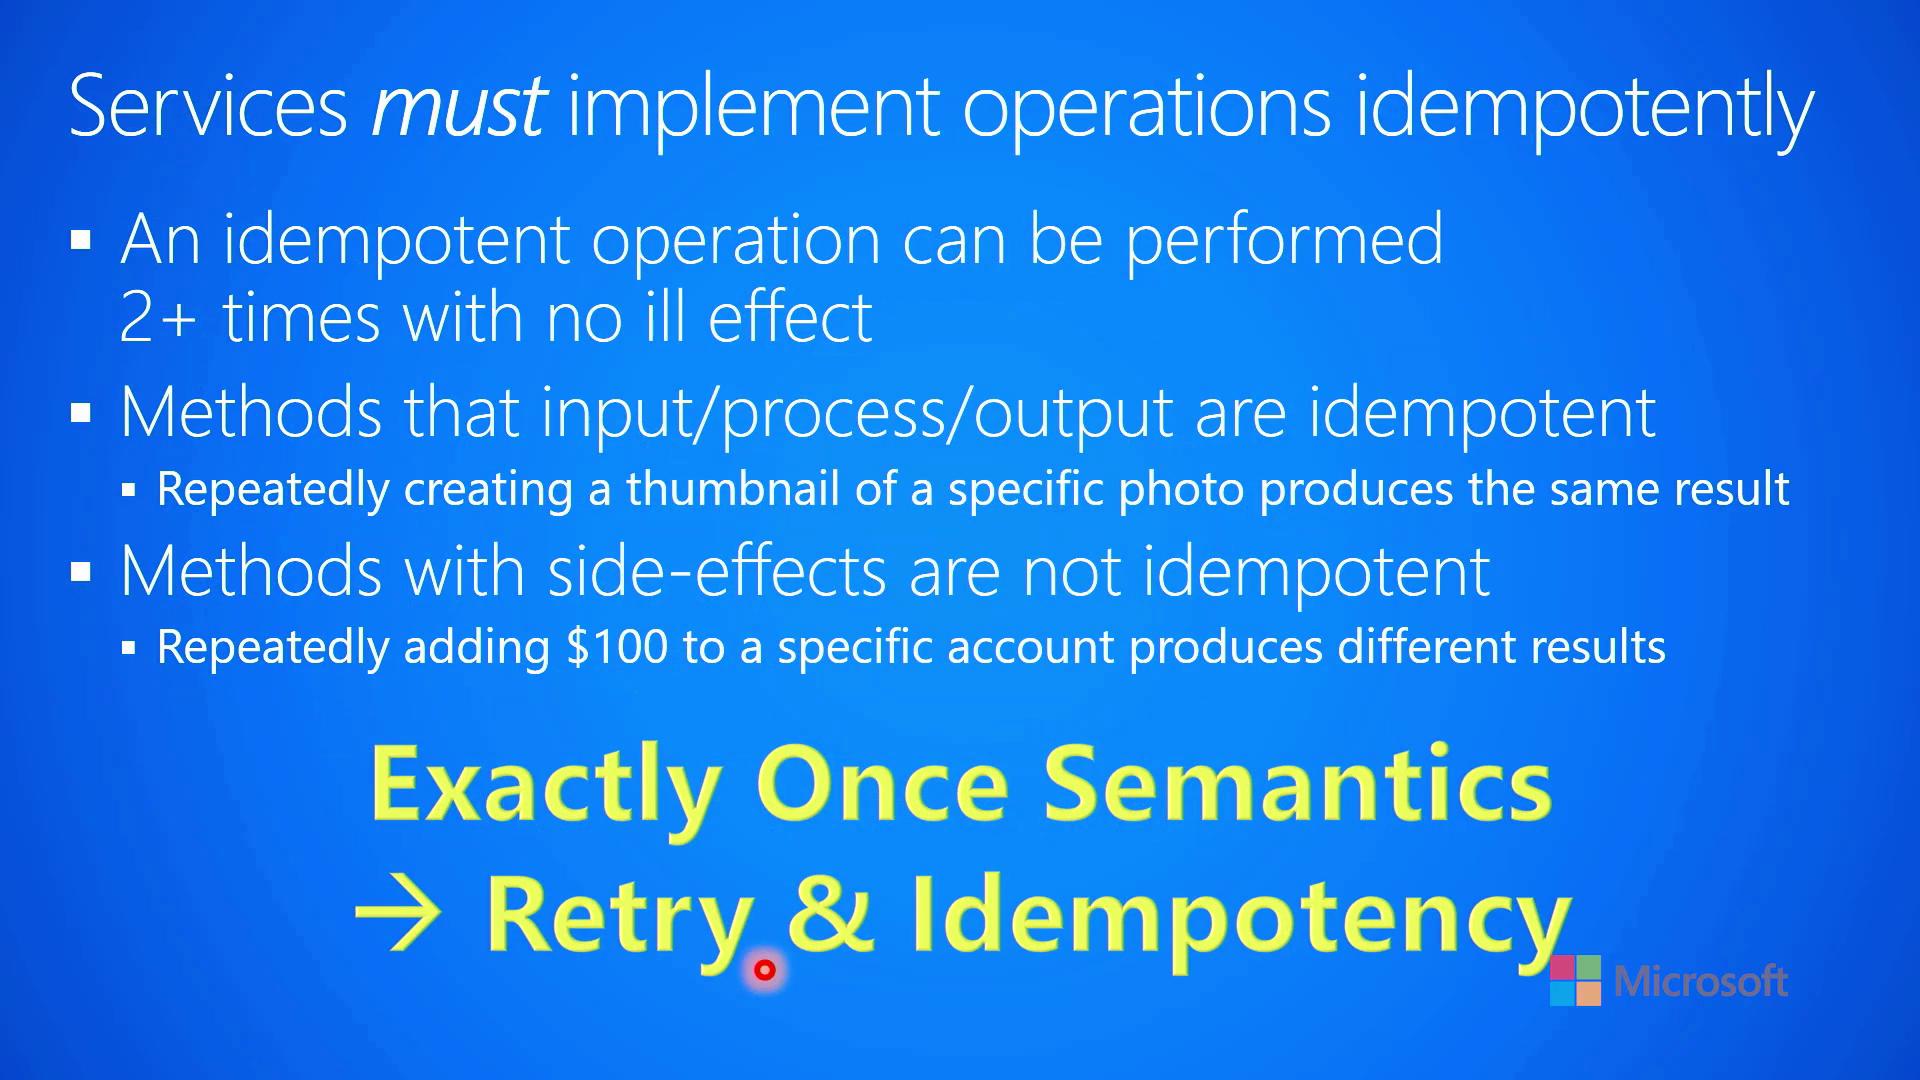 Services must implement operations idempotently
▪ An idempotent operation can be performed
2+ times with no ill effect
▪ Methods that input/process/output are idempotent
▪ Repeatedly creating a thumbnail of a specific photo produces the same result
▪ Methods with side-effects are not idempotent
▪ Repeatedly adding $100 to a specific account produces different results
Exactly Once Semantics
→ Retry & Idempotency
Microsoft